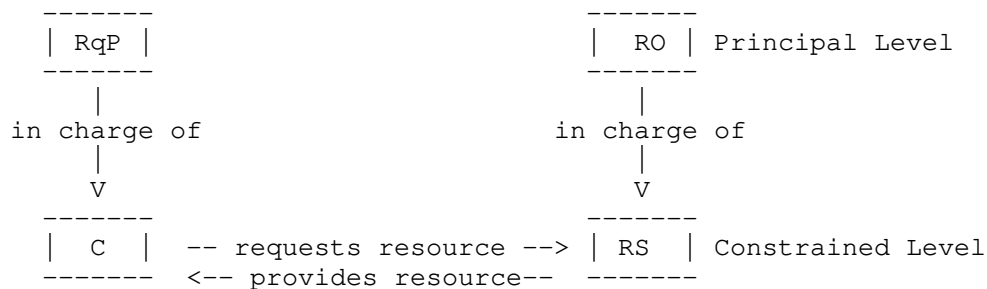 -------                             -------
| RqP |                             |  RO | Principal Level
-------                             -------
   |                                   |
in charge of                      in charge of
   |                                   |
   V                                   V
-------                             -------
|  C  |  -- requests resource --> | RS  | Constrained Level
-------  <-- provides resource--  -------